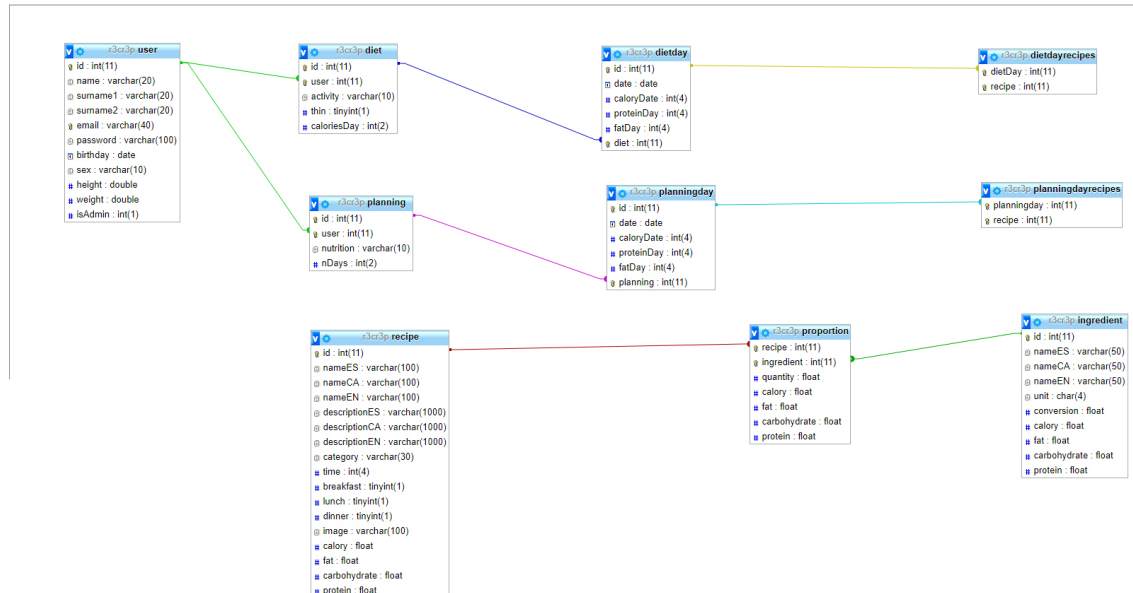 r3cr3p user
id : int(11)
name : varchar(20)
surname1 : varchar(20)
surname2 : varchar(20)
email : varchar(40)
password : varchar(100)
birthday : date
sex : varchar(10)
height : double
weight : double
isAdmin : int(1)
r3cr3p diet
id : int(11)
user : int(11)
activity : varchar(10)
thin : tinyint(1)
caloriesDay : int(2)
r3cr3p dietday
id : int(11)
date : date
caloryDate : int(4)
proteinDay : int(4)
fatDay : int(4)
diet : int(11)
r3cr3p dietdayrecipes
dietDay : int(11)
recipe : int(11)
r3cr3p planning
id : int(11)
user : int(11)
nutrition : varchar(10)
nDays : int(2)
r3cr3p planningday
id : int(11)
date : date
caloryDate : int(4)
proteinDay : int(4)
fatDay : int(4)
planning : int(11)
r3cr3p planningdayrecipes
planningday : int(11)
recipe : int(11)
r3cr3p recipe
id : int(11)
nameES : varchar(100)
nameCA : varchar(100)
nameEN : varchar(100)
descriptionES : varchar(1000)
descriptionCA : varchar(1000)
descriptionEN : varchar(1000)
category : varchar(30)
time : int(4)
breakfast : tinyint(1)
lunch : tinyint(1)
dinner : tinyint(1)
image : varchar(100)
calory : float
fat : float
carbohydrate : float
protein : float
r3cr3p proportion
recipe : int(11)
ingredient : int(11)
quantity : float
calory : float
fat : float
carbohydrate : float
protein : float
r3cr3p ingredient
id : int(11)
nameES : varchar(50)
nameCA : varchar(50)
nameEN : varchar(50)
unit : char(4)
conversion : float
calory : float
fat : float
carbohydrate : float
protein : float